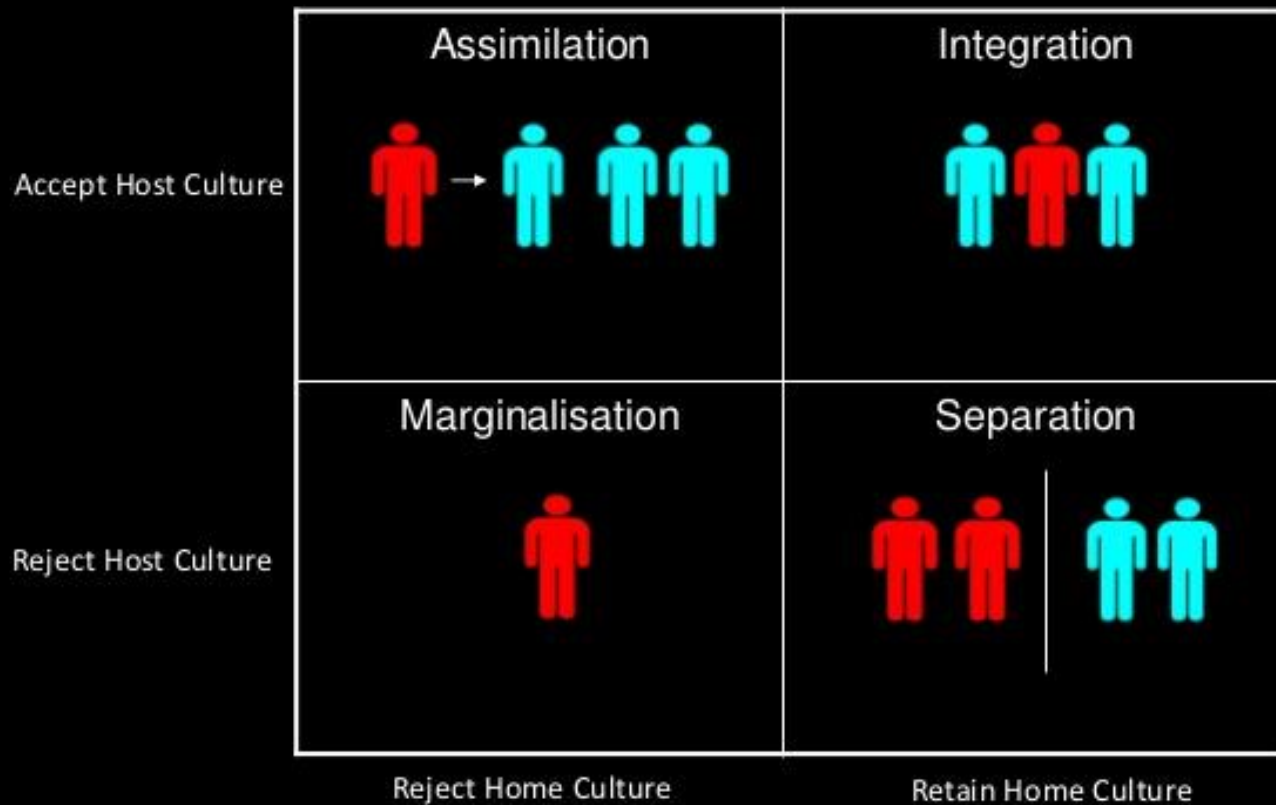 Assimilation
Integration
Accept Host Culture
Marginalisation
Separation
Reject Host Culture
Reject Home Culture
Retain Home Culture